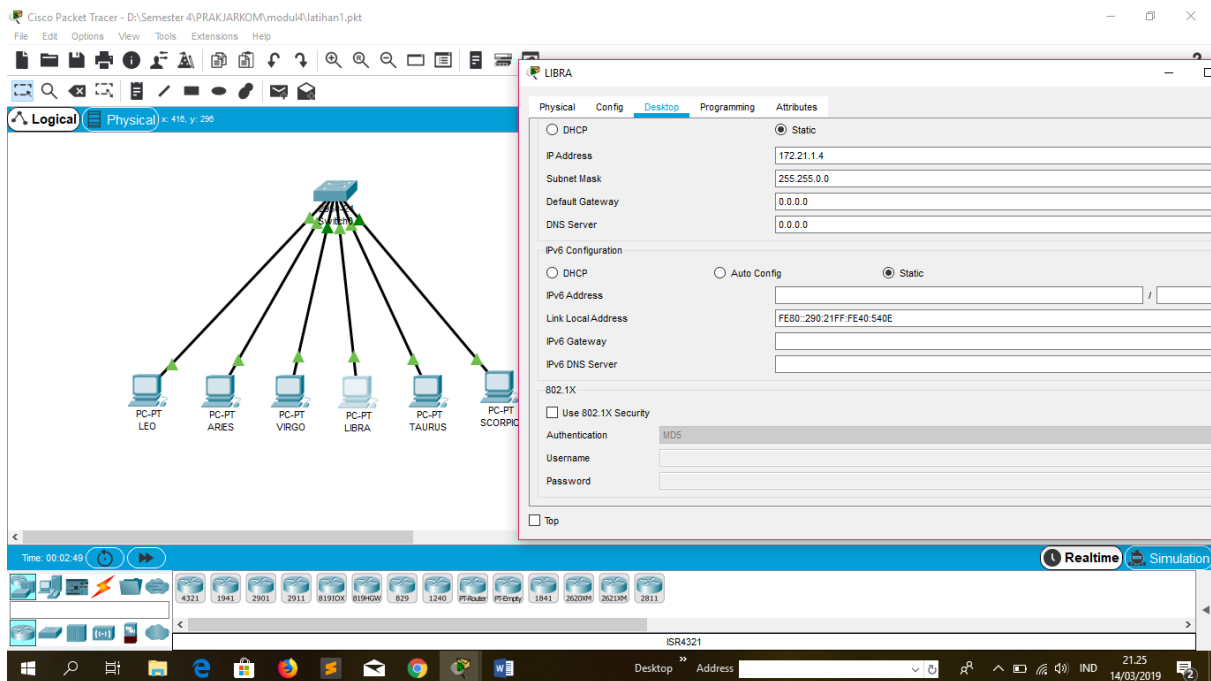 Cisco Packet Tracer - D:\Semester 4\PRAKJARKOM\modul4\latihan1.pkt
File Edit Options View Tools Extensions Help
Logical
Physical
x: 416, y: 296
Switch0
PC-PT
LEO
PC-PT
ARIES
PC-PT
VIRGO
PC-PT
LIBRA
PC-PT
TAURUS
PC-PT
SCORPIO
LIBRA
Physical Config Desktop Programming Attributes
DHCP Static
IP Address 172.21.1.4
Subnet Mask 255.255.0.0
Default Gateway 0.0.0.0
DNS Server 0.0.0.0
IPv6 Configuration
DHCP Auto Config Static
IPv6 Address /
Link Local Address FE80::290:21FF:FE40:540E
IPv6 Gateway
IPv6 DNS Server
802.1X
Use 802.1X Security
Authentication MD5
Username
Password
Top
Time: 00:02:49
Realtime
Simulation
4321 1941 2901 2911 819IOX 819HGW 829 1240 PT-Router PT-Empty 1841 2620XM 2621XM 2811
ISR4321
Desktop Address IND 21.25
14/03/2019